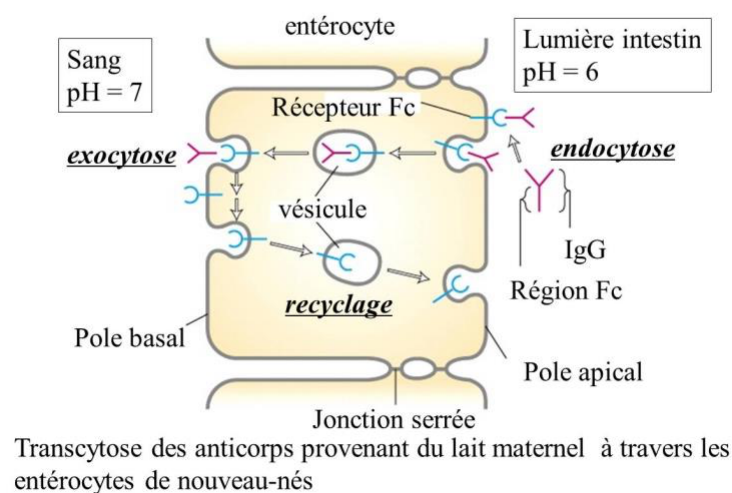 entérocyte
Sang
pH = 7
Lumière intestin
pH = 6
Récepteur Fc
exocytose
endocytose
vésicule
IgG
Région Fc
recyclage
Pole basal
Pole apical
Jonction serrée
Transcytose des anticorps provenant du lait maternel à travers les
entérocytes de nouveau-nés